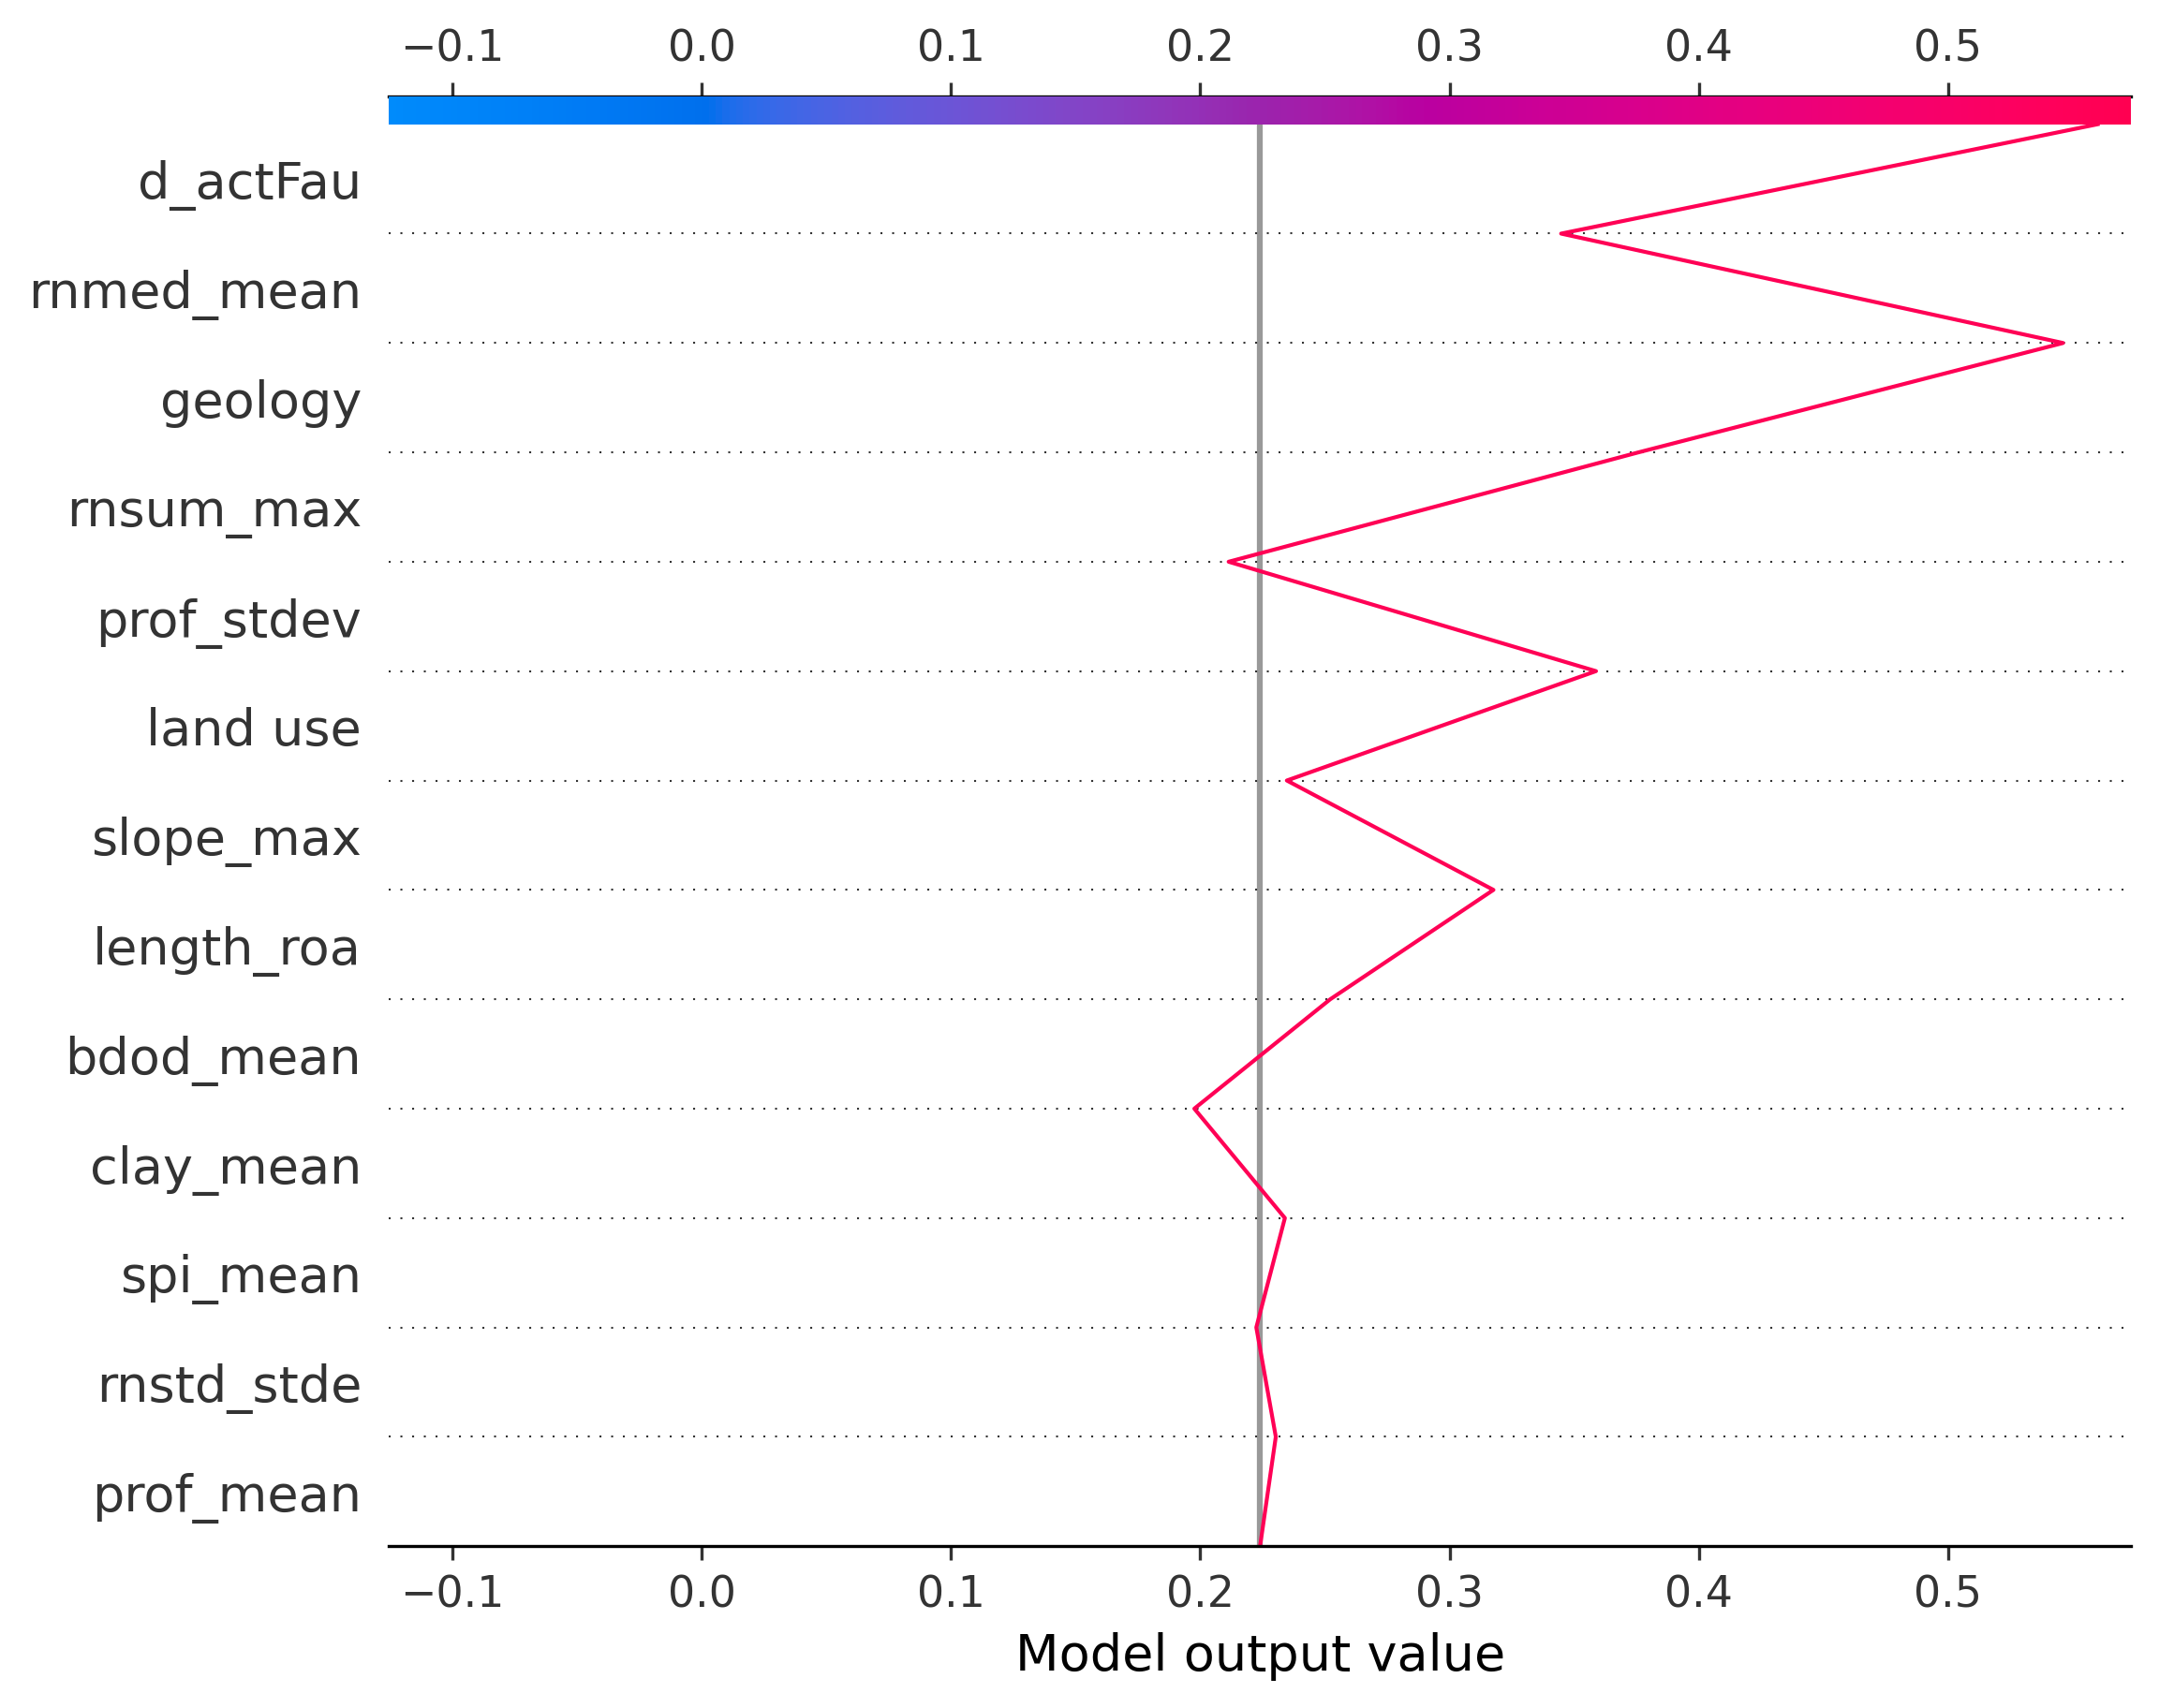 −0.1 0.0 0.1 0.2 0.3 0.4 0.5
d_actFau
rnmed_mean
geology
rnsum_max
prof_stdev
land use
slope_max
length_roa
bdod_mean
clay_mean
spi_mean
rnstd_stde
prof_mean
−0.1 0.0 0.1 0.2 0.3 0.4 0.5
Model output value